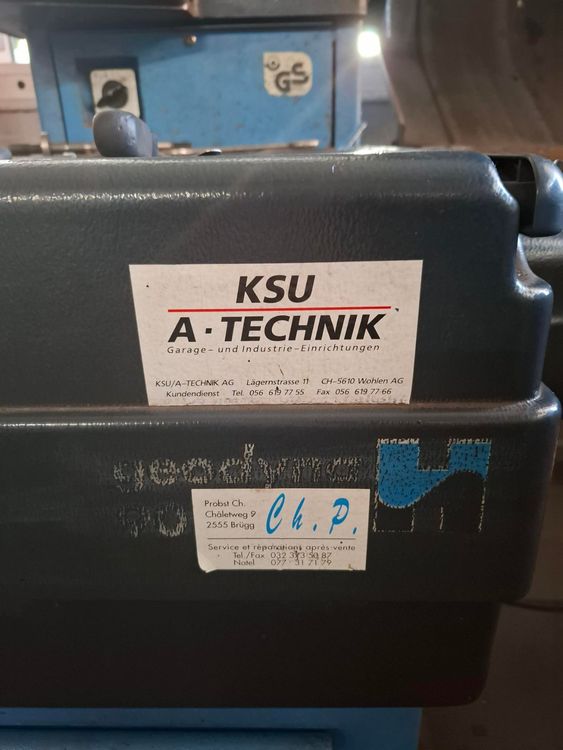 GS
KSU
A·TECHNIK
Garage- und Industrie-Einrichtungen
KSU/A-TECHNIK AG Lägernstrasse 11 CH-5610 Wohlen AG
Kundendienst Tel. 056 619 77 55 Fax 056 619 77 66
geodyna
90
Probst Ch.
Châletweg 9
2555 Brügg
Ch. P.
Service et réparations après-vente
Tel./Fax 032 373 50 87
Natel 077 31 71 79